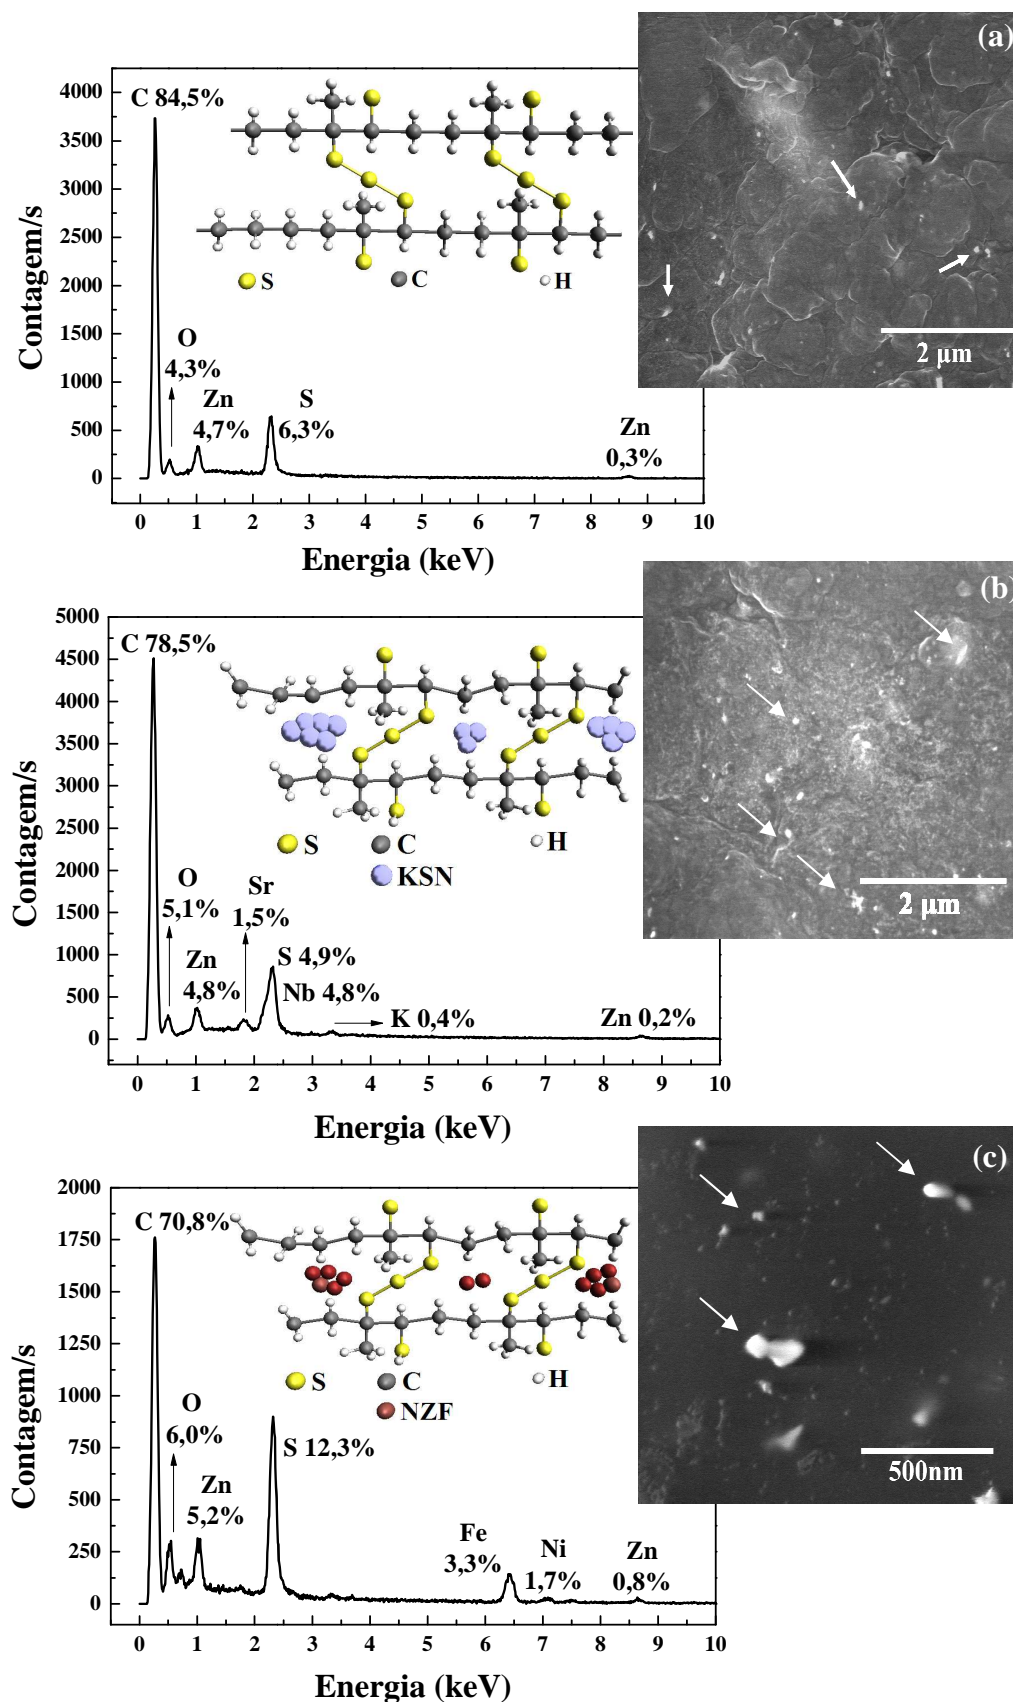 (a)
C 84,5%
4000
3500
3000
2500
2000
1500
1000
500
0
Contagem/s
S C H
O
4,3%
Zn
4,7%
S
6,3%
Zn
0,3%
2 µm
0 1 2 3 4 5 6 7 8 9 10
Energia (keV)
(b)
C 78,5%
5000
4500
4000
3500
3000
2500
2000
1500
1000
500
0
Contagem/s
S C H
KSN
O
5,1%
Zn
4,8%
Sr
1,5%
S 4,9%
Nb 4,8%
K 0,4%
Zn 0,2%
2 µm
0 1 2 3 4 5 6 7 8 9 10
Energia (keV)
(c)
C 70,8%
2000
1750
1500
1250
1000
750
500
250
0
Contagem/s
S C H
NZF
O
6,0%
Zn
5,2%
S 12,3%
Fe
3,3%
Ni
1,7%
Zn
0,8%
500nm
0 1 2 3 4 5 6 7 8 9 10
Energia (keV)